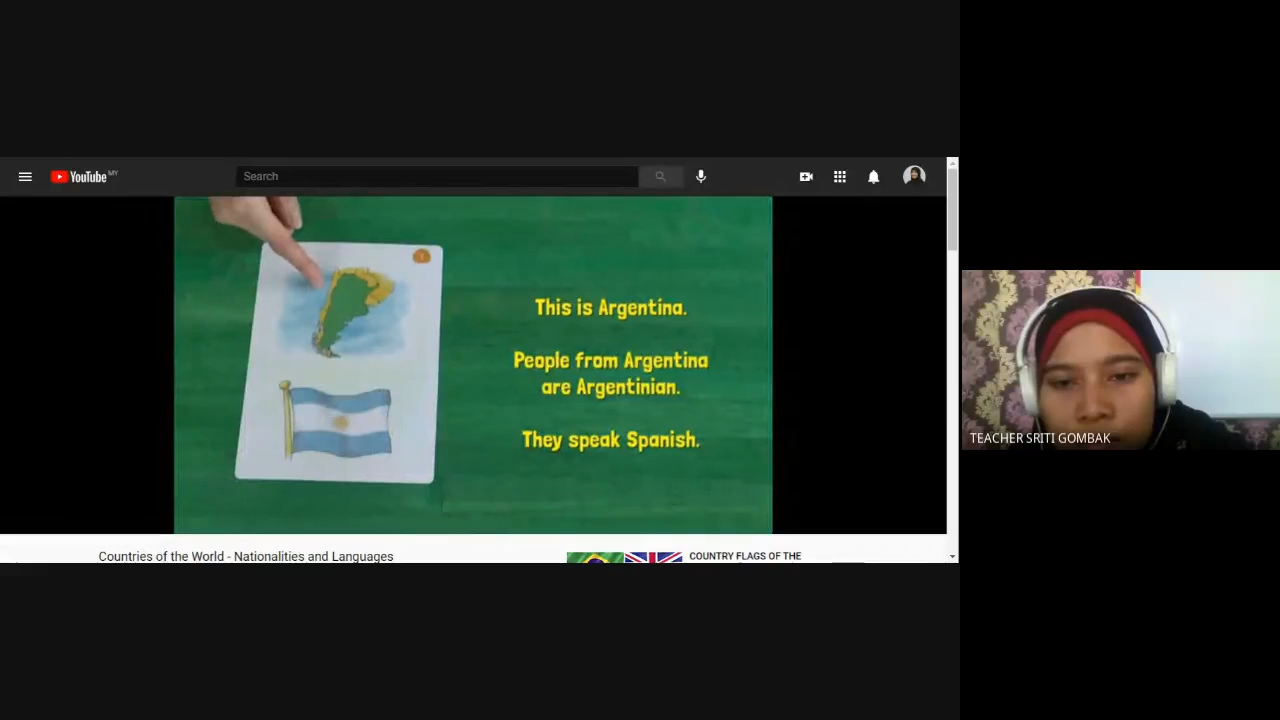 YouTube MY
Search
This is Argentina.
People from Argentina
are Argentinian.
They speak Spanish.
TEACHER SRITI GOMBAK
Countries of the World - Nationalities and Languages
COUNTRY FLAGS OF THE